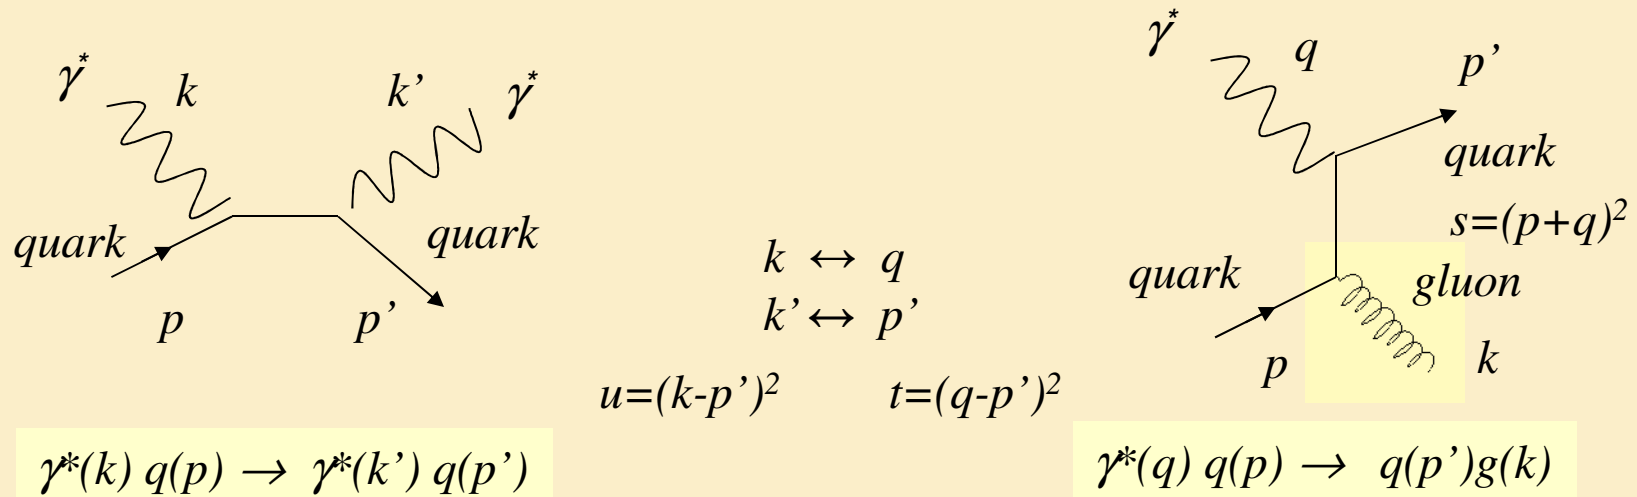 γ* k k' γ*
quark quark
p p'
γ*(k) q(p) → γ*(k') q(p')
k ↔ q
k' ↔ p'
u=(k-p')² t=(q-p')²
γ* q p'
quark
s=(p+q)²
quark gluon
p k
γ*(q) q(p) → q(p')g(k)